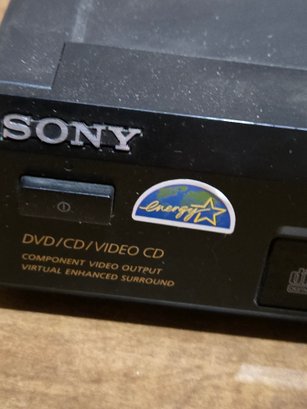 SONY
energy
DVD/CD/VIDEO CD
COMPONENT VIDEO OUTPUT
VIRTUAL ENHANCED SURROUND